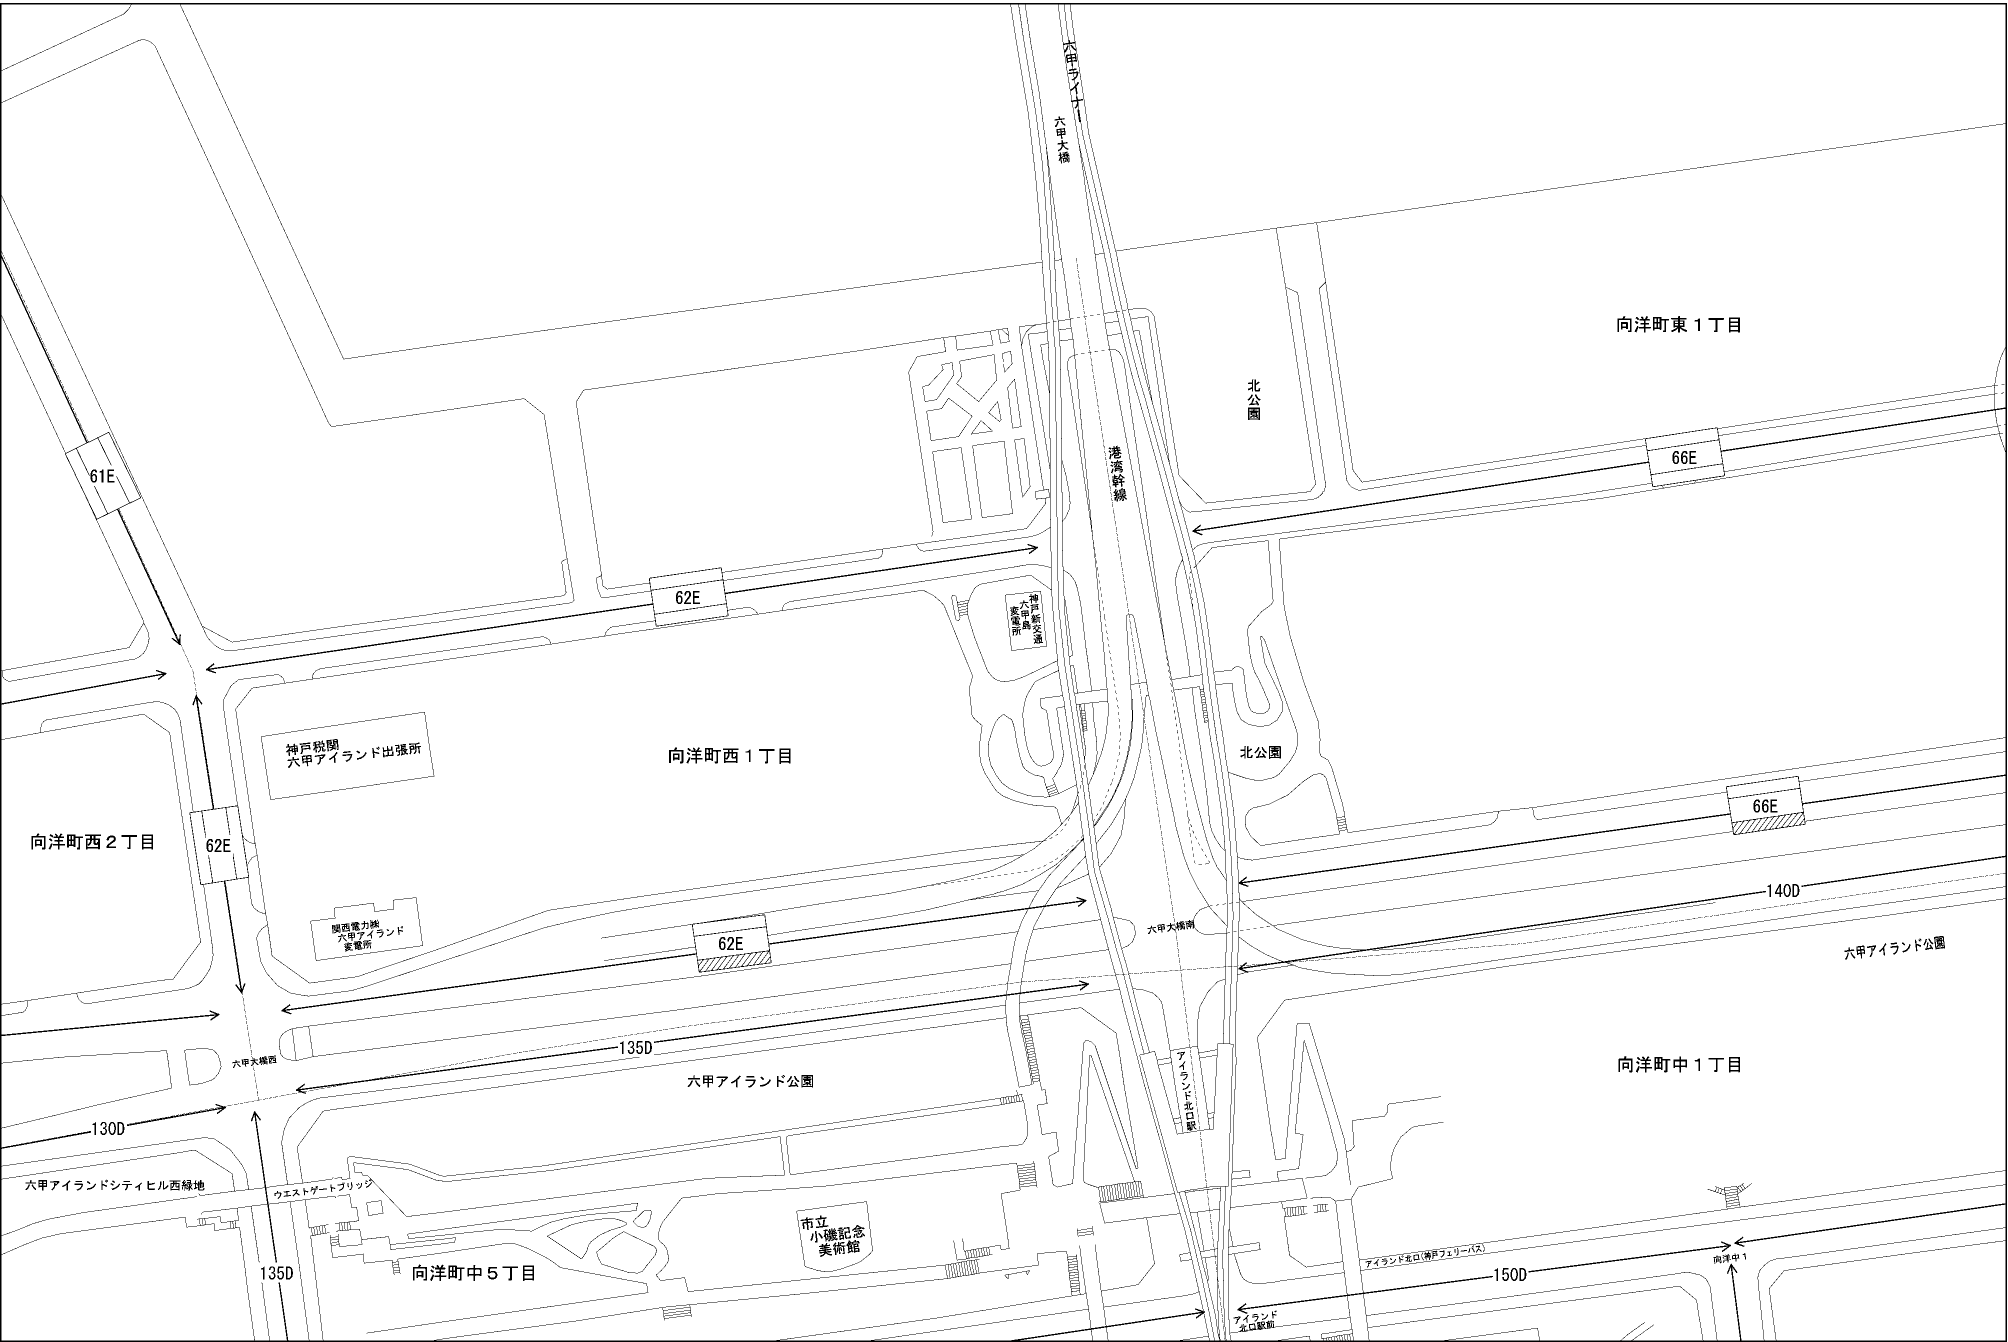 六甲ライナー
六甲大橋
向洋町東１丁目
北公園
港湾幹線
66E
61E
62E
神戸新交通
六甲島
変電所
神戸税関
六甲アイランド出張所
向洋町西１丁目
北公園
66E
向洋町西２丁目
62E
関西電力㈱
六甲アイランド
変電所
62E
六甲大橋南
140D
六甲アイランド公園
六甲大橋西
135D
六甲アイランド公園
アイランド北口駅
向洋町中１丁目
130D
六甲アイランドシティヒル西緑地
ウエストゲートブリッジ
市立
小磯記念
美術館
135D
向洋町中５丁目
アイランド北口(神戸フェリーバス)
向洋中1
150D
アイランド
北口駅前